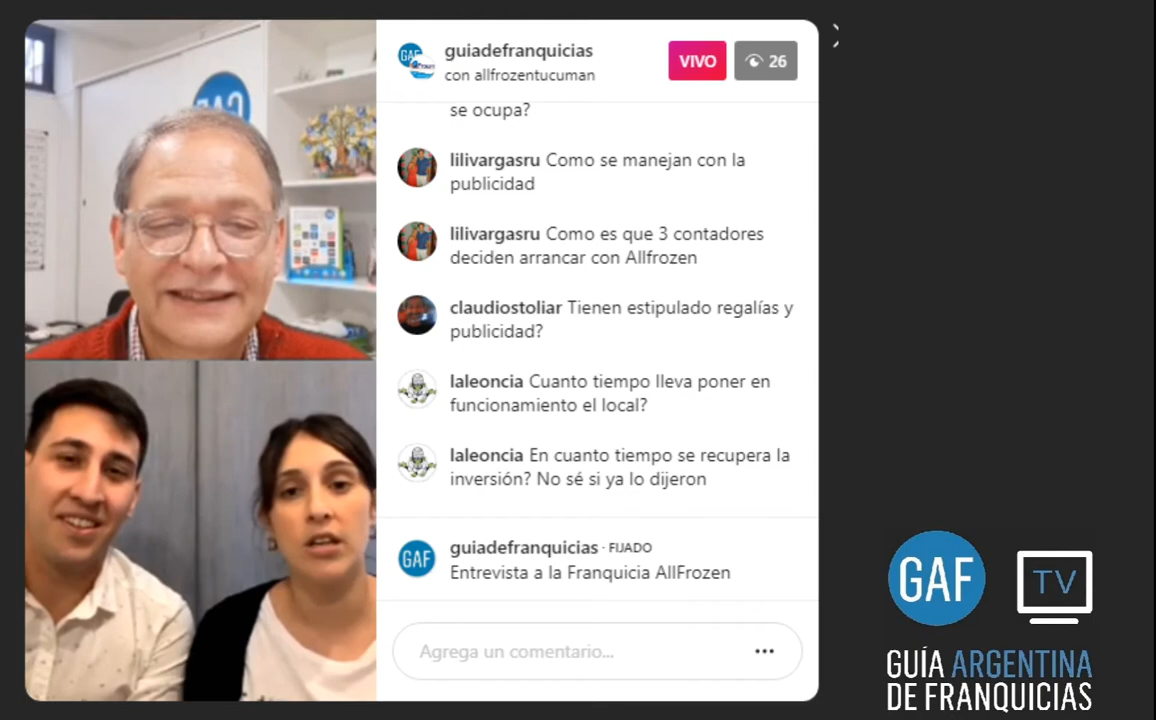 GAF
guiadefranquicias
con allfrozentucuman
VIVO
26
se ocupa?
lilivargasru Como se manejan con la
publicidad
lilivargasru Como es que 3 contadores
deciden arrancar con Allfrozen
claudiostoliar Tienen estipulado regalías y
publicidad?
laleoncia Cuanto tiempo lleva poner en
funcionamiento el local?
laleoncia En cuanto tiempo se recupera la
inversión? No sé si ya lo dijeron
GAF
guiadefranquicias · FIJADO
Entrevista a la Franquicia AllFrozen
Agrega un comentario...
GAF
TV
GUÍA ARGENTINA
DE FRANQUICIAS